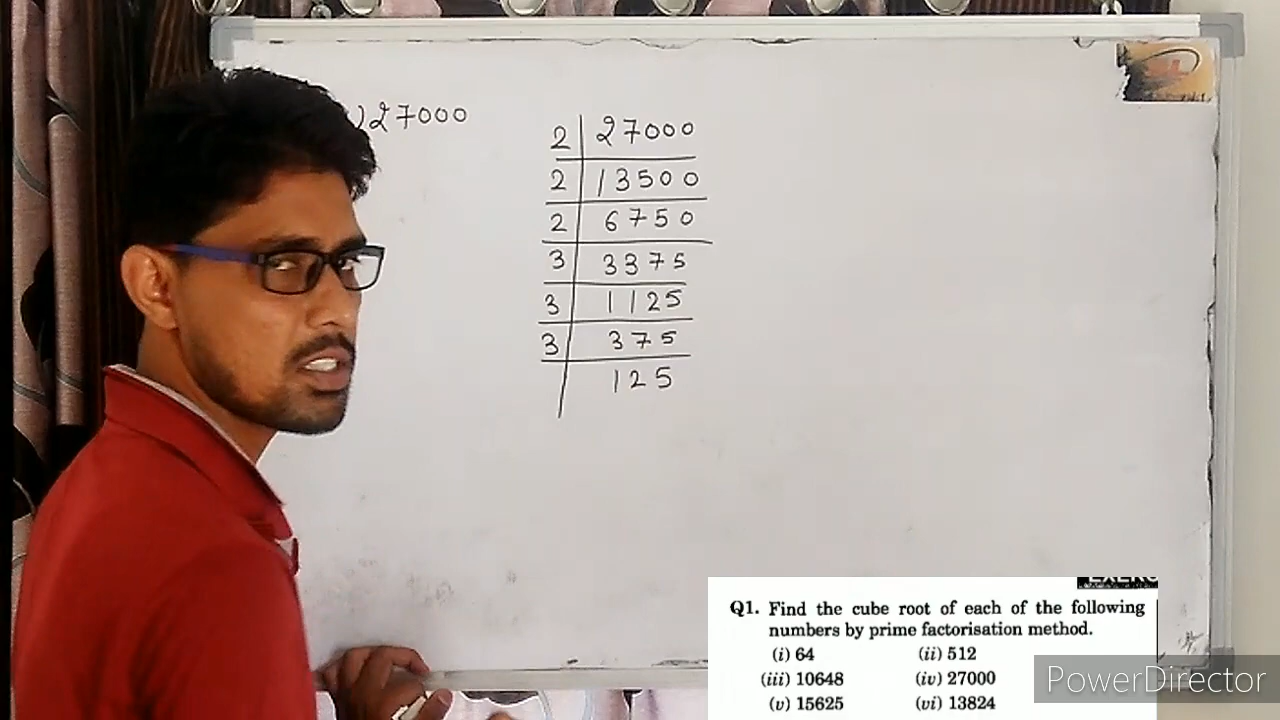 ) 27000
2 27000
2 13500
2 6750
3 3375
3 1125
3 375
125
Q1. Find the cube root of each of the following
numbers by prime factorisation method.
(i) 64 (ii) 512
(iii) 10648 (iv) 27000
(v) 15625 (vi) 13824
PowerDirector